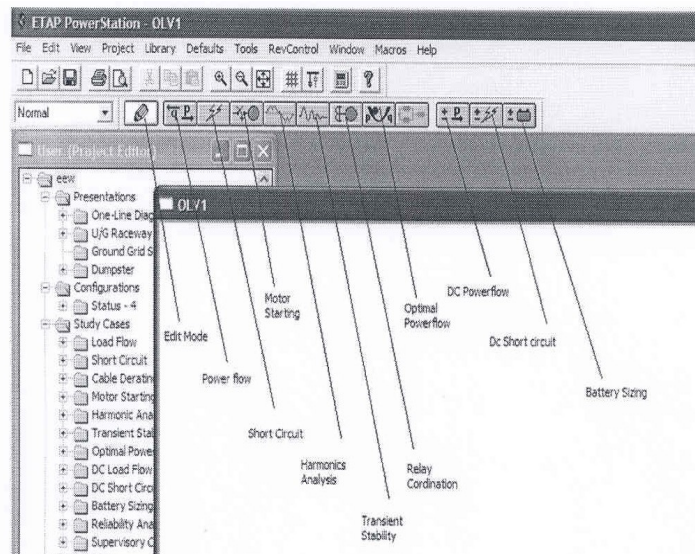 ETAP PowerStation - OLV1
File Edit View Project Library Defaults Tools RevControl Window Macros Help
Normal
User (Project Editor)
eew
Presentations
One-Line Diag
U/G Raceway
Ground Grid S
Dumpster
Configurations
Status - 4
Study Cases
Load Flow
Short Circuit
Cable Derating
Motor Starting
Harmonic Ana
Transient Stal
Optimal Power
DC Load Flow
DC Short Circu
Battery Sizing
Reliability Ana
Supervisory C
OLV1
Edit Mode
Power flow
Short Circuit
Motor
Starting
Harmonics
Analysis
Transient
Stability
Relay
Cordination
Optimal
Powerflow
DC Powerflow
Dc Short circuit
Battery Sizing